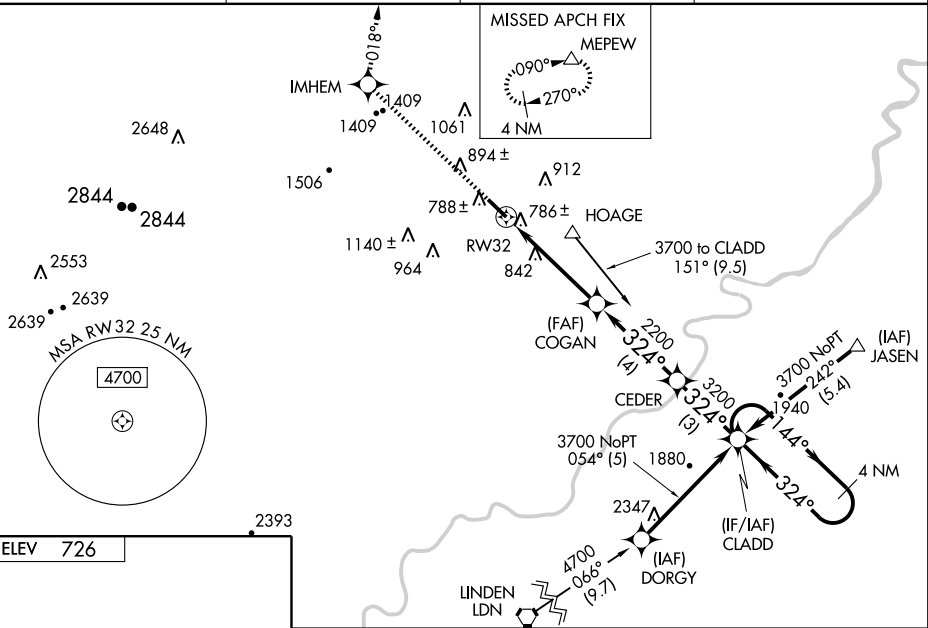 MISSED APCH FIX
MEPEW
090°
270°
4 NM
018°
IMHEM
1409
1409
1061
2648
1506
894 ±
912
2844
2844
788 ±
786 ±
HOAGE
1140 ±
964
RW32
842
3700 to CLADD
151° (9.5)
2553
2639
2639
MSA RW 32 25 NM
4700
(FAF)
COGAN
2200
324°
(4)
CEDER
3200
324°
(3)
3700 NoPT
242°
(5.4)
(IAF)
JASEN
1940
144°
3700 NoPT
054° (5)
1880
4 NM
324°
2347
(IF/IAF)
CLADD
2393
ELEV 726
(IAF)
DORGY
4700
066°
(9.7)
LINDEN
LDN